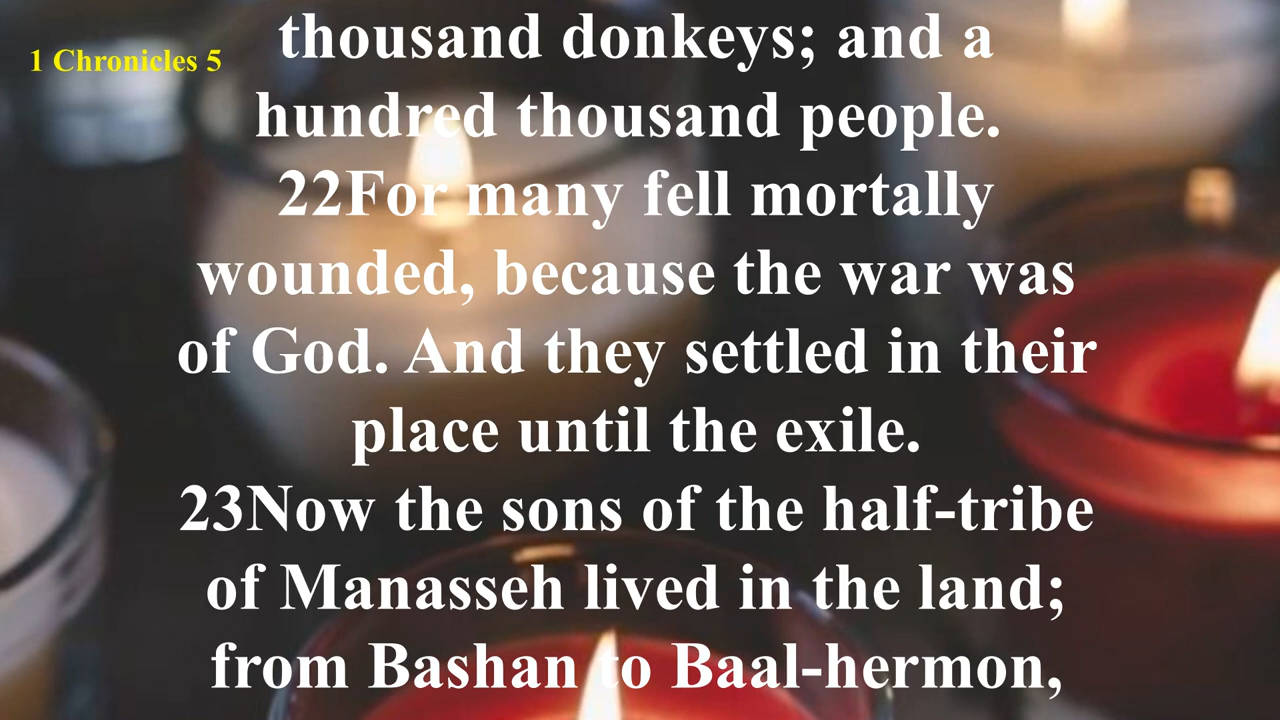 1 Chronicles 5
thousand donkeys; and a
hundred thousand people.
22For many fell mortally
wounded, because the war was
of God. And they settled in their
place until the exile.
23Now the sons of the half-tribe
of Manasseh lived in the land;
from Bashan to Baal-hermon,